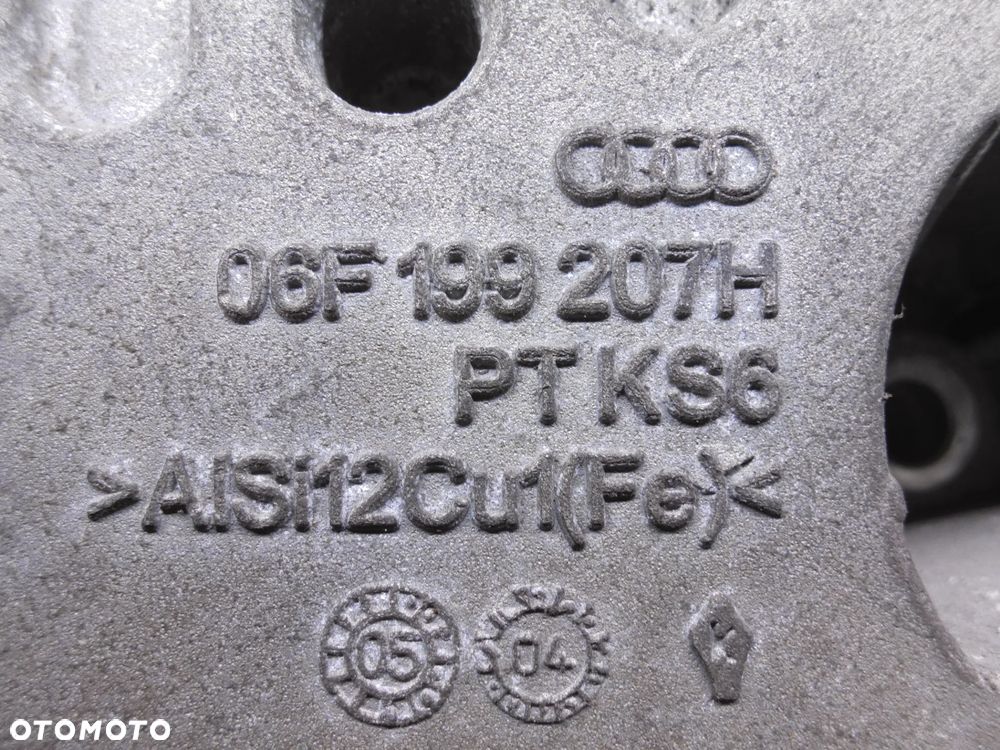 06F 199 207H
PT KS6
>AlSi12Cu1(Fe)<
05 04
OTOMOTO